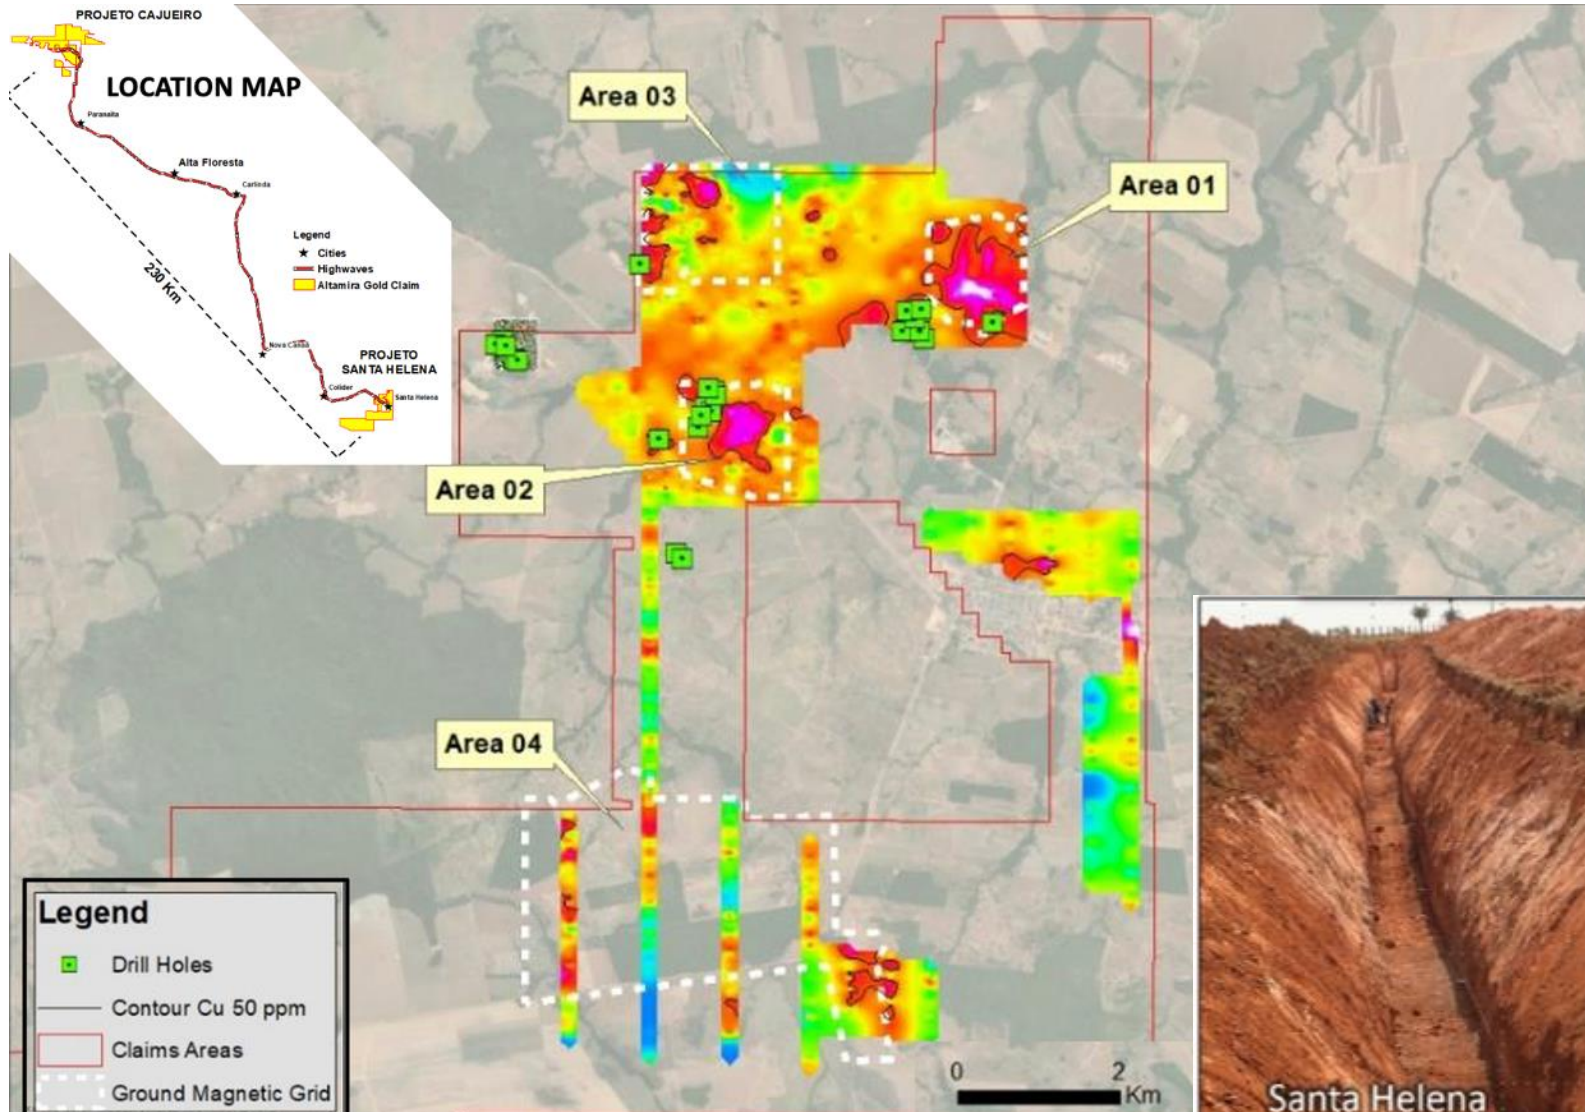 PROJETO CAJUEIRO
LOCATION MAP
Paranaíta
Alta Floresta
Carlinda
Legend
Cities
Highwaves
Altamira Gold Claim
230 Km
Nova Canaã
PROJETO
SANTA HELENA
Colider
Santa Helena
Area 03
Area 01
Area 02
Area 04
Legend
Drill Holes
Contour Cu 50 ppm
Claims Areas
Ground Magnetic Grid
0
2
Km
Santa Helena